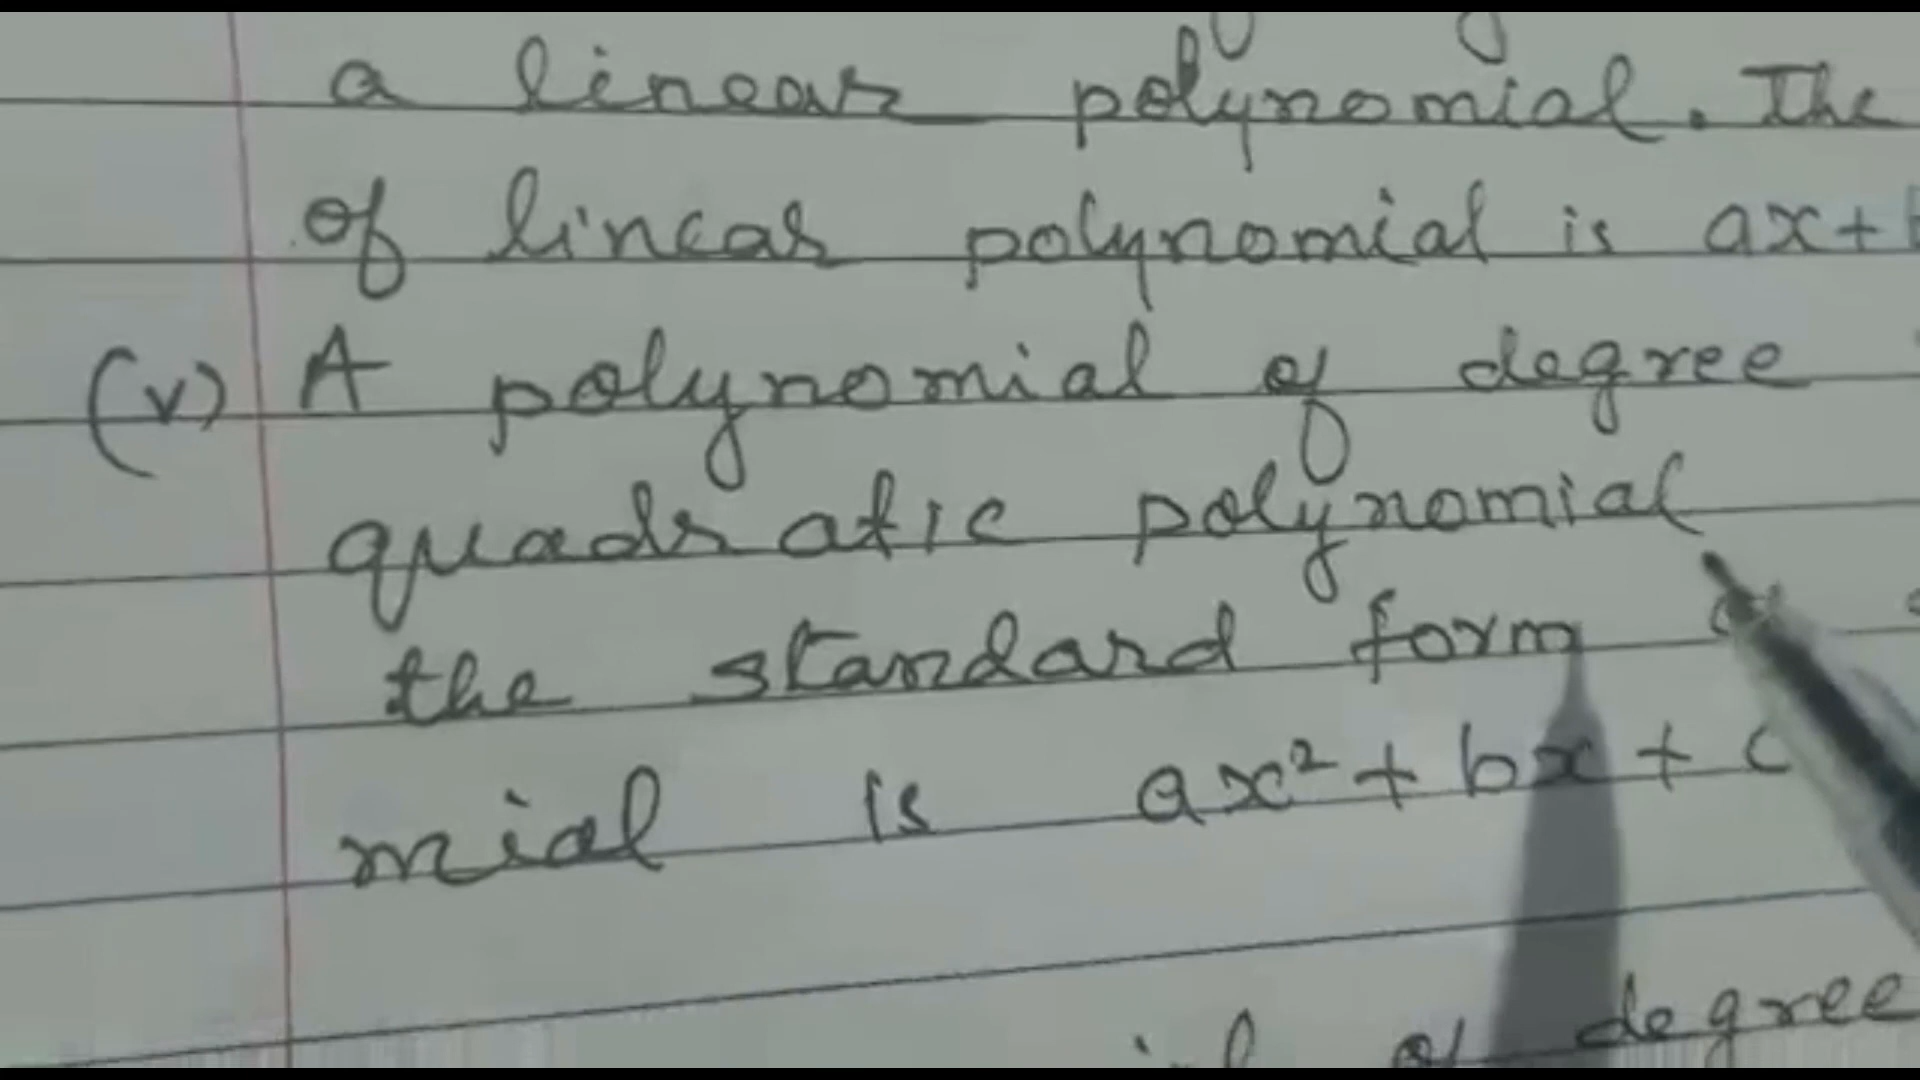 a linear polynomial. The
of linear polynomial is ax+b
(v) A polynomial of degree
quadratic polynomial
the standard form
mial is ax² + bx + c
of degree